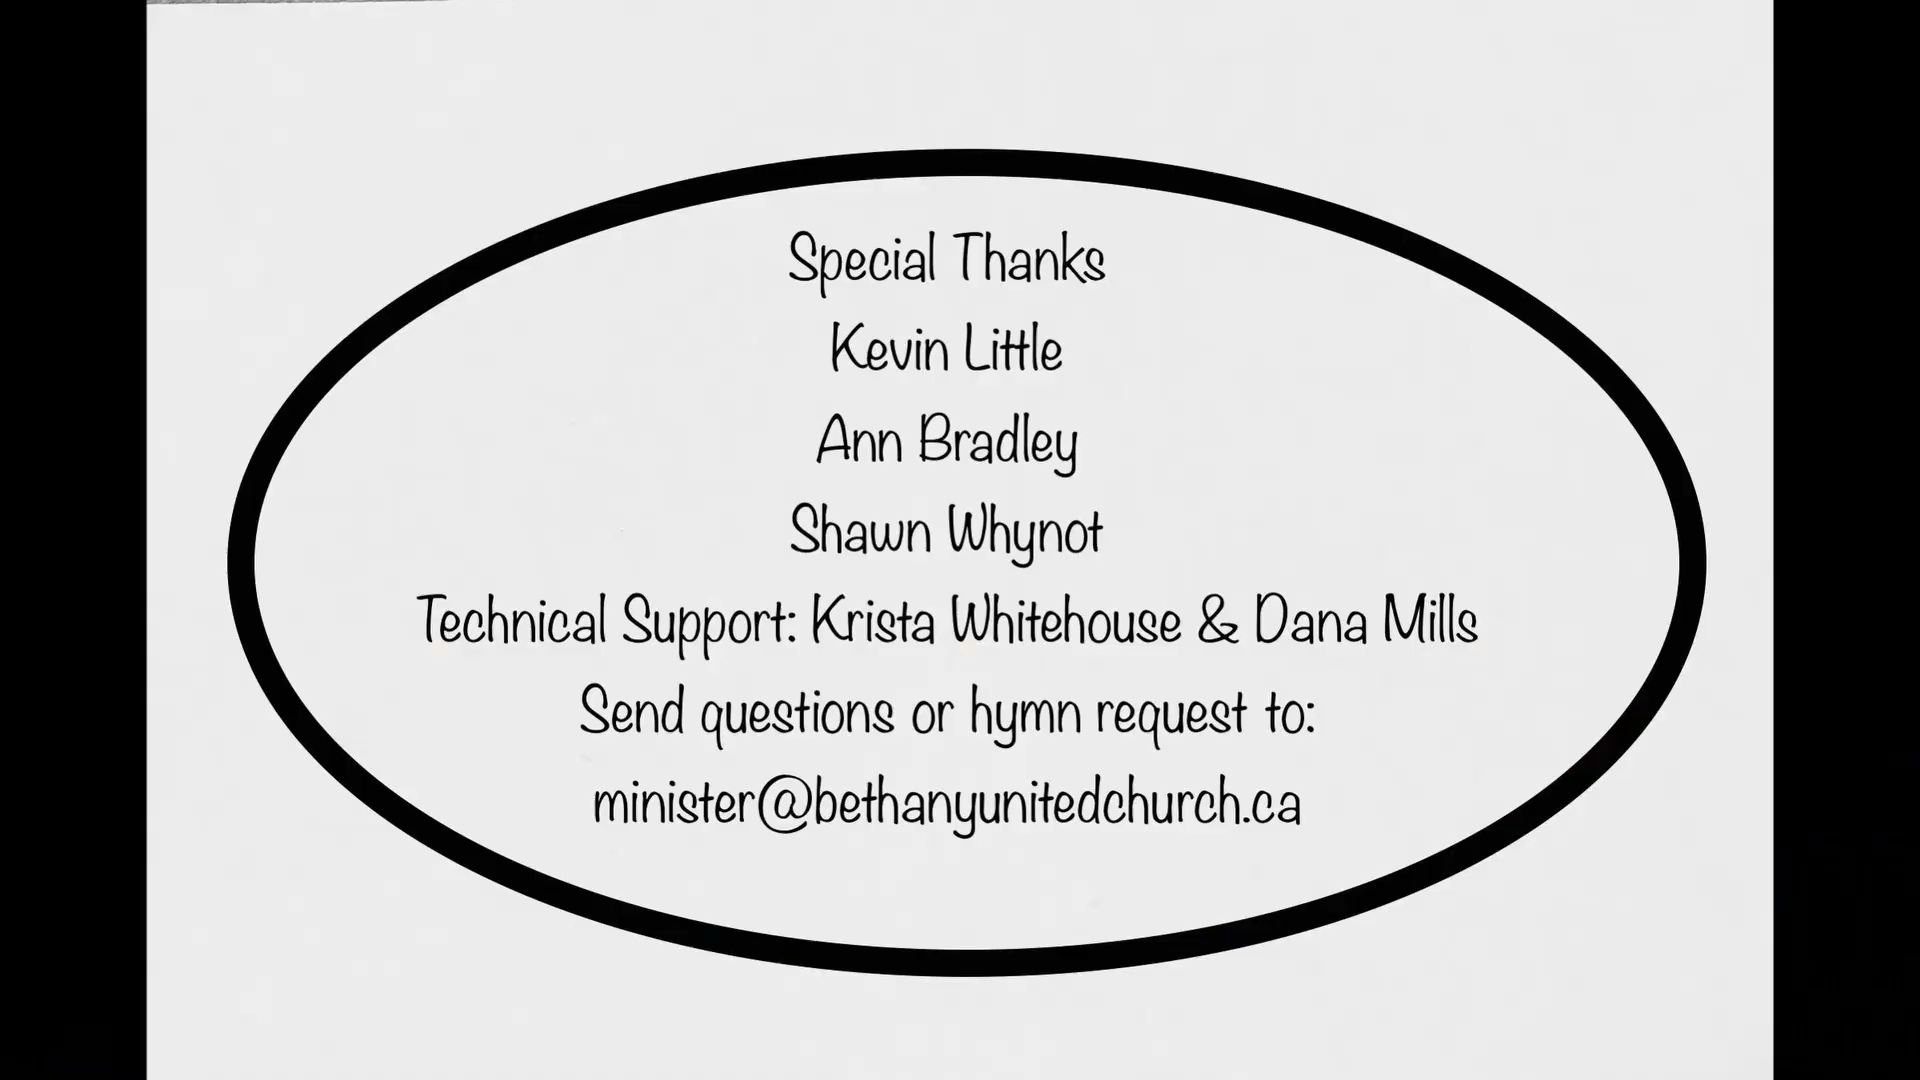 Special Thanks
Kevin Little
Ann Bradley
Shawn Whynot
Technical Support: Krista Whitehouse & Dana Mills
Send questions or hymn request to:
minister@bethanyunitedchurch.ca